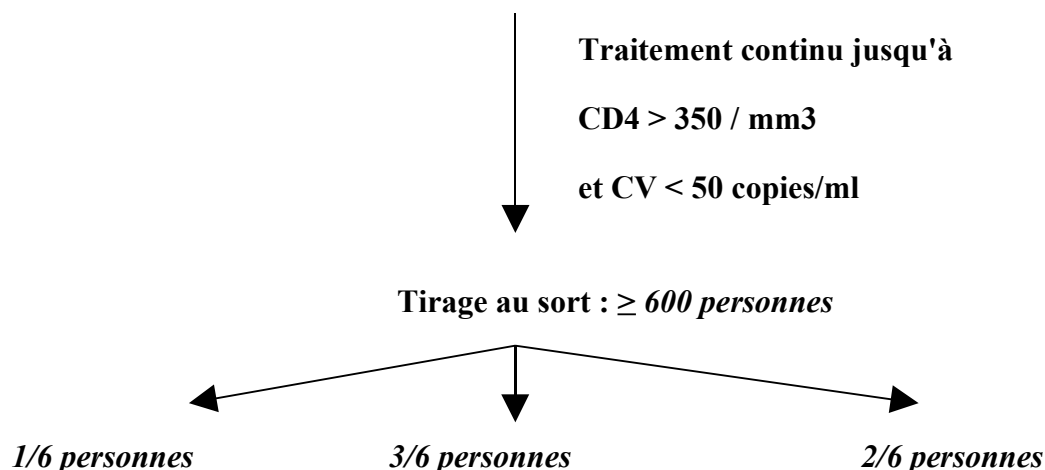 Traitement continu jusqu'à
CD4 > 350 / mm3
et CV < 50 copies/ml
Tirage au sort : ≥ 600 personnes
1/6 personnes 3/6 personnes 2/6 personnes